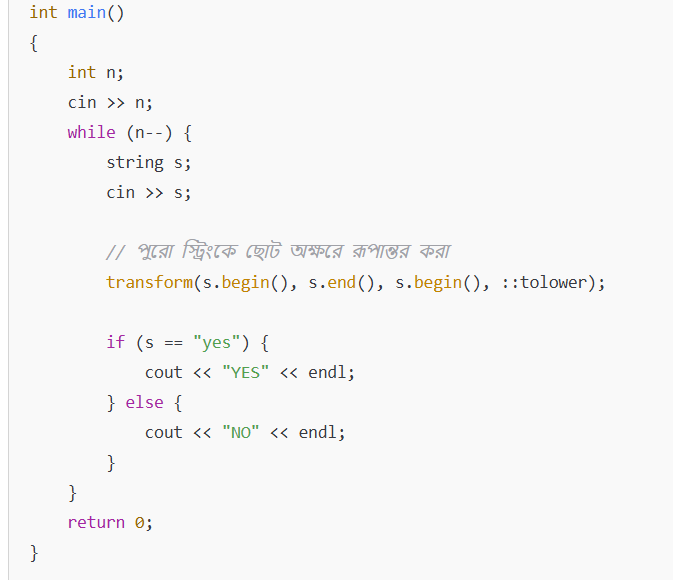 int main()
{
    int n;
    cin >> n;
    while (n--) {
        string s;
        cin >> s;

        // পুরো স্ট্রিংকে ছোট অক্ষরে রূপান্তর করা
        transform(s.begin(), s.end(), s.begin(), ::tolower);

        if (s == "yes") {
            cout << "YES" << endl;
        } else {
            cout << "NO" << endl;
        }
    }
    return 0;
}